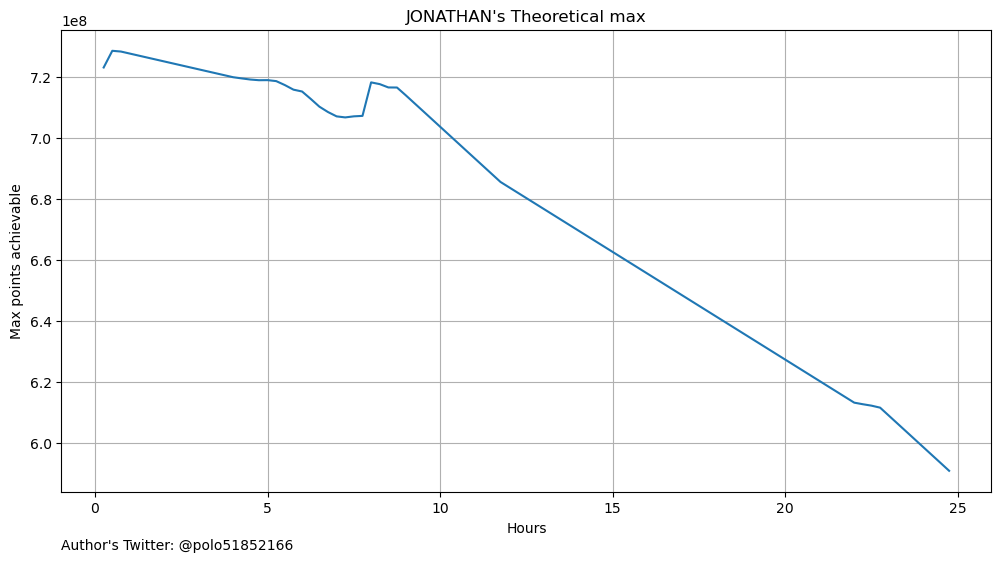 JONATHAN's Theoretical max
1e8
7.2
7.0
6.8
6.6
6.4
6.2
6.0
Max points achievable
0 5 10 15 20 25
Hours
Author's Twitter: @polo51852166